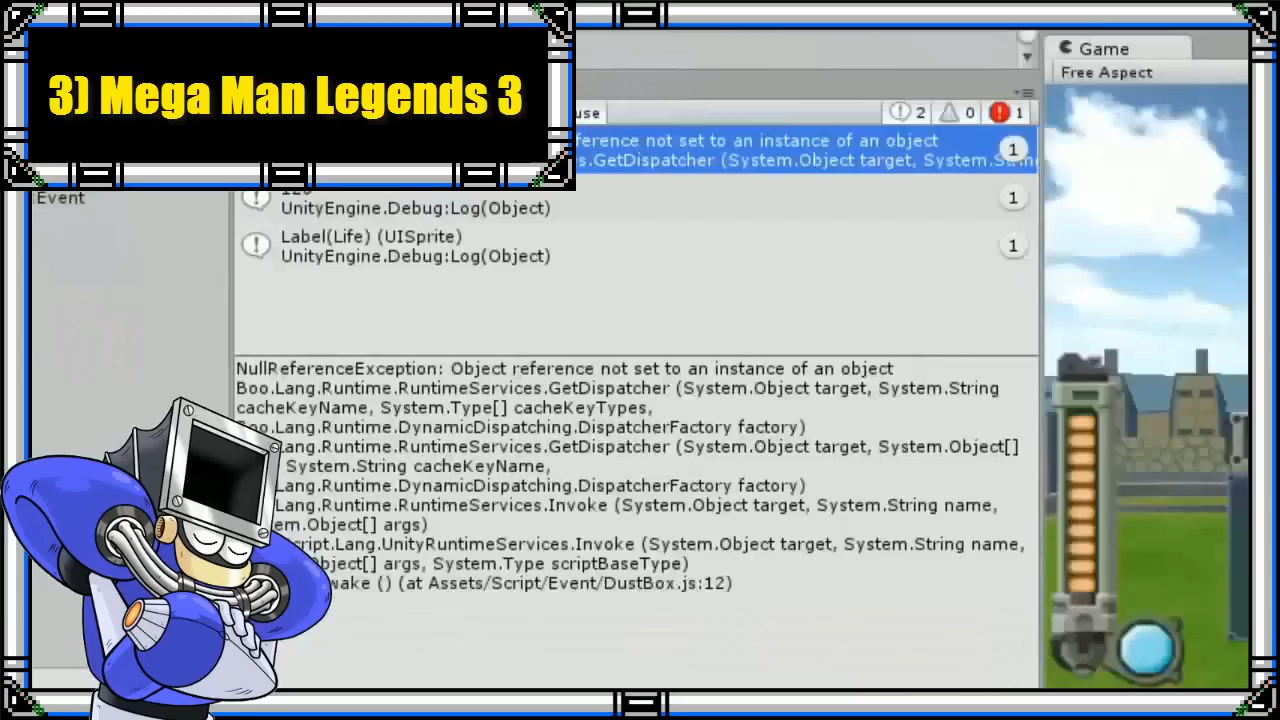 3) Mega Man Legends 3
Game
Free Aspect
use
2
0
1
ference not set to an instance of an object
s.GetDispatcher (System.Object target, System.String
1
Event
UnityEngine.Debug:Log(Object)
1
Label(Life) (UISprite)
UnityEngine.Debug:Log(Object)
1
NullReferenceException: Object reference not set to an instance of an object
Boo.Lang.Runtime.RuntimeServices.GetDispatcher (System.Object target, System.String
cacheKeyName, System.Type[] cacheKeyTypes,
Boo.Lang.Runtime.DynamicDispatching.DispatcherFactory factory)
.Lang.Runtime.RuntimeServices.GetDispatcher (System.Object target, System.Object[]
System.String cacheKeyName,
.Lang.Runtime.DynamicDispatching.DispatcherFactory factory)
.Lang.Runtime.RuntimeServices.Invoke (System.Object target, System.String name,
em.Object[] args)
cript.Lang.UnityRuntimeServices.Invoke (System.Object target, System.String name,
bject[] args, System.Type scriptBaseType)
wake () (at Assets/Script/Event/DustBox.js:12)